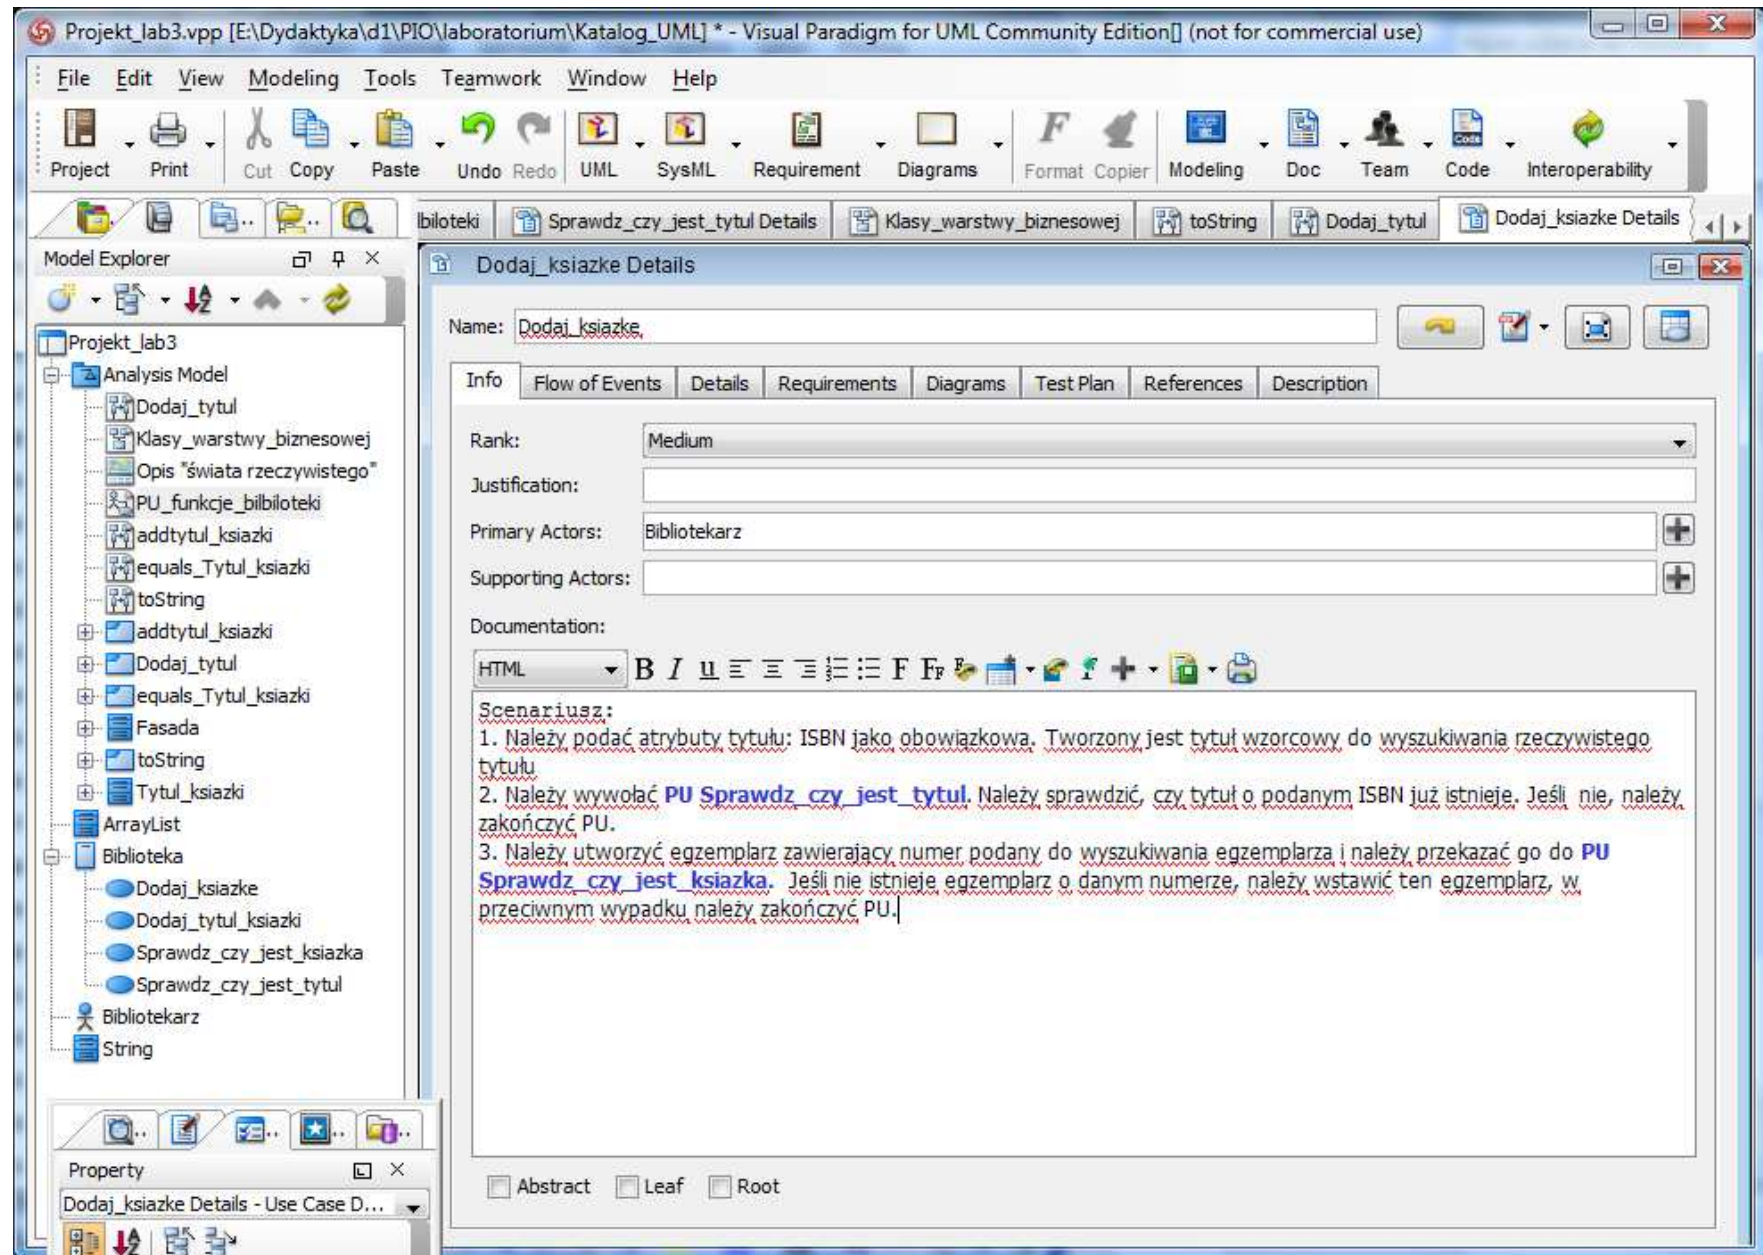 Projekt_lab3.vpp [E:\Dydaktyka\d1\PIO\laboratorium\Katalog_UML] * - Visual Paradigm for UML Community Edition[] (not for commercial use)
File Edit View Modeling Tools Teamwork Window Help
Project Print Cut Copy Paste Undo Redo UML SysML Requirement Diagrams Format Copier Modeling Doc Team Code Interoperability
lbiloteki Sprawdz_czy_jest_tytul Details Klasy_warstwy_biznesowej toString Dodaj_tytul Dodaj_ksiazke Details
Model Explorer
Projekt_lab3
Analysis Model
Dodaj_tytul
Klasy_warstwy_biznesowej
Opis "świata rzeczywistego"
PU_funkcje_bilbiloteki
addtytul_ksiazki
equals_Tytul_ksiazki
toString
addtytul_ksiazki
Dodaj_tytul
equals_Tytul_ksiazki
Fasada
toString
Tytul_ksiazki
ArrayList
Biblioteka
Dodaj_ksiazke
Dodaj_tytul_ksiazki
Sprawdz_czy_jest_ksiazka
Sprawdz_czy_jest_tytul
Bibliotekarz
String
Property
Dodaj_ksiazke Details - Use Case D...
Dodaj_ksiazke Details
Name: Dodaj_ksiazke
Info Flow of Events Details Requirements Diagrams Test Plan References Description
Rank: Medium
Justification:
Primary Actors: Bibliotekarz
Supporting Actors:
Documentation:
HTML
Scenariusz:
1. Należy podać atrybuty tytułu: ISBN jako obowiązkowa. Tworzony jest tytuł wzorcowy do wyszukiwania rzeczywistego
tytułu
2. Należy wywołać PU Sprawdz_czy_jest_tytul. Należy sprawdzić, czy tytuł o podanym ISBN już istnieje. Jeśli nie, należy
zakończyć PU.
3. Należy utworzyć egzemplarz zawierający numer podany do wyszukiwania egzemplarza i należy przekazać go do PU
Sprawdz_czy_jest_ksiazka. Jeśli nie istnieje egzemplarz o danym numerze, należy wstawić ten egzemplarz, w
przeciwnym wypadku należy zakończyć PU.
Abstract Leaf Root